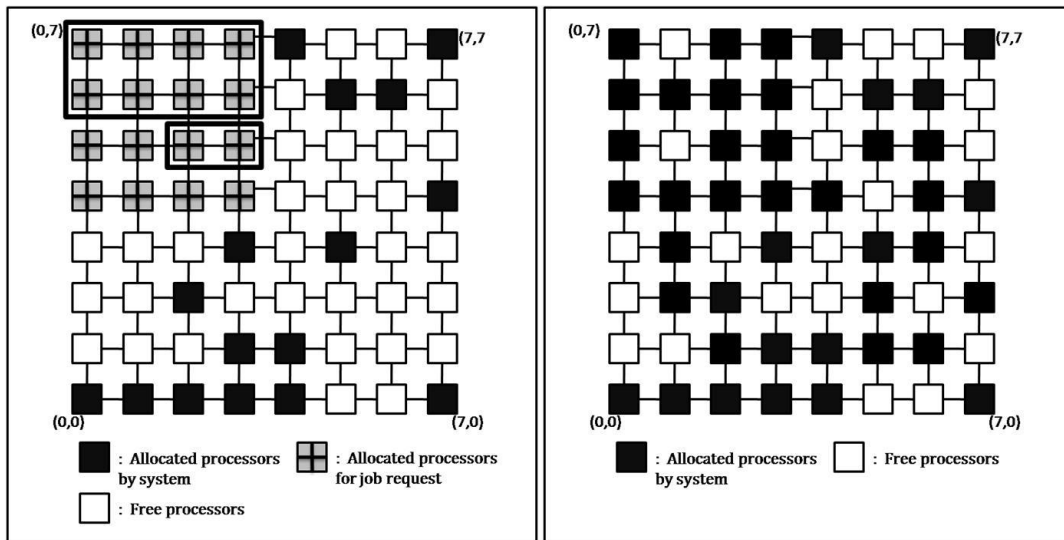 (0,7)
(7,7
(0,0)
(7,0)
: Allocated processors
by system
: Allocated processors
for job request
: Free processors
(0,7)
(7,7
(0,0)
(7,0)
: Allocated processors
by system
: Free processors